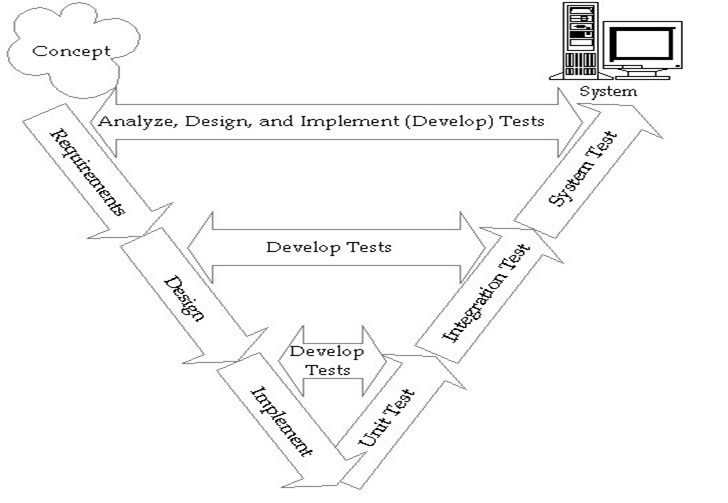 Concept
System
Analyze, Design, and Implement (Develop) Tests
Requirements
System Test
Develop Tests
Design
Integration Test
Develop
Tests
Implement
Unit Test